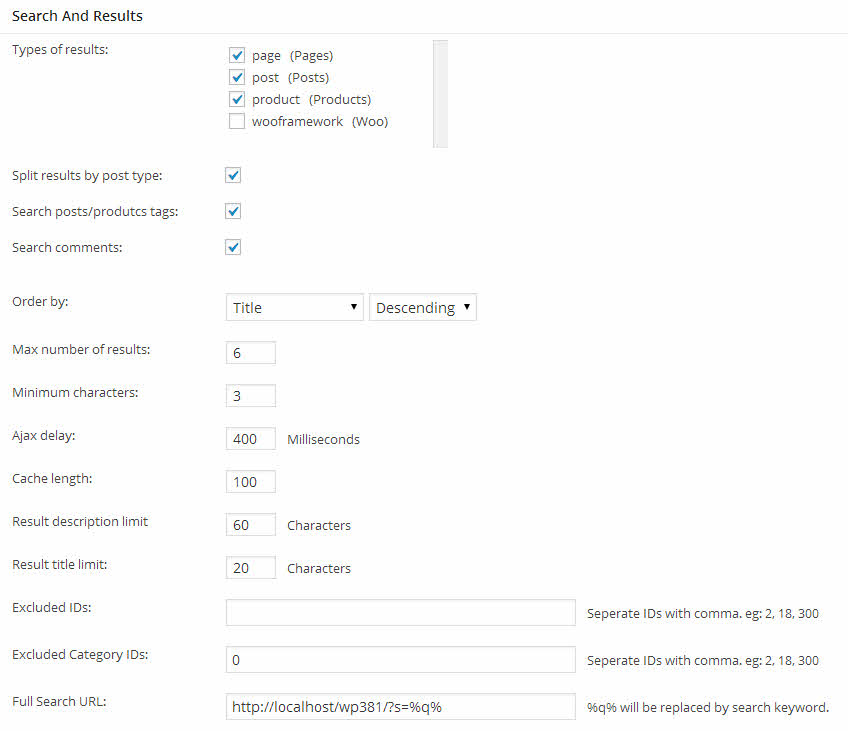 Search And Results
Types of results:
page (Pages)
post (Posts)
product (Products)
wooframework (Woo)
Split results by post type:
Search posts/produtcs tags:
Search comments:
Order by: Title Descending
Max number of results: 6
Minimum characters: 3
Ajax delay: 400 Milliseconds
Cache length: 100
Result description limit 60 Characters
Result title limit: 20 Characters
Excluded IDs: Seperate IDs with comma. eg: 2, 18, 300
Excluded Category IDs: 0 Seperate IDs with comma. eg: 2, 18, 300
Full Search URL: http://localhost/wp381/?s=%q% %q% will be replaced by search keyword.